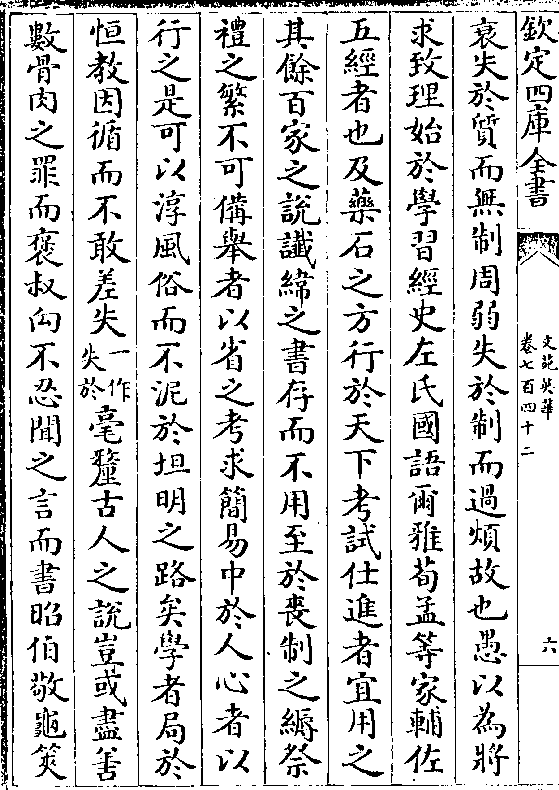 欽定四庫全書
文苑英華
卷七百四十二
六
衰失於質而無制周弱失於制而過煩故也愚以為將
求致理始於學習經史左氏國語爾雅荀孟等家輔佐
五經者也及藥石之方行於天下考試仕進者宜用之
其餘百家之說讖緯之書存而不用至於喪制之縟祭
禮之繁不可備舉者以省之考求簡易中於人心者以
行之是可以淳風俗而不泥於坦明之路矣學者局於
恒教因循而不敢差失一作失於毫釐古人之說豈或盡善
數骨肉之罪而褒叔向不忍聞之言而書昭伯敬龜筴